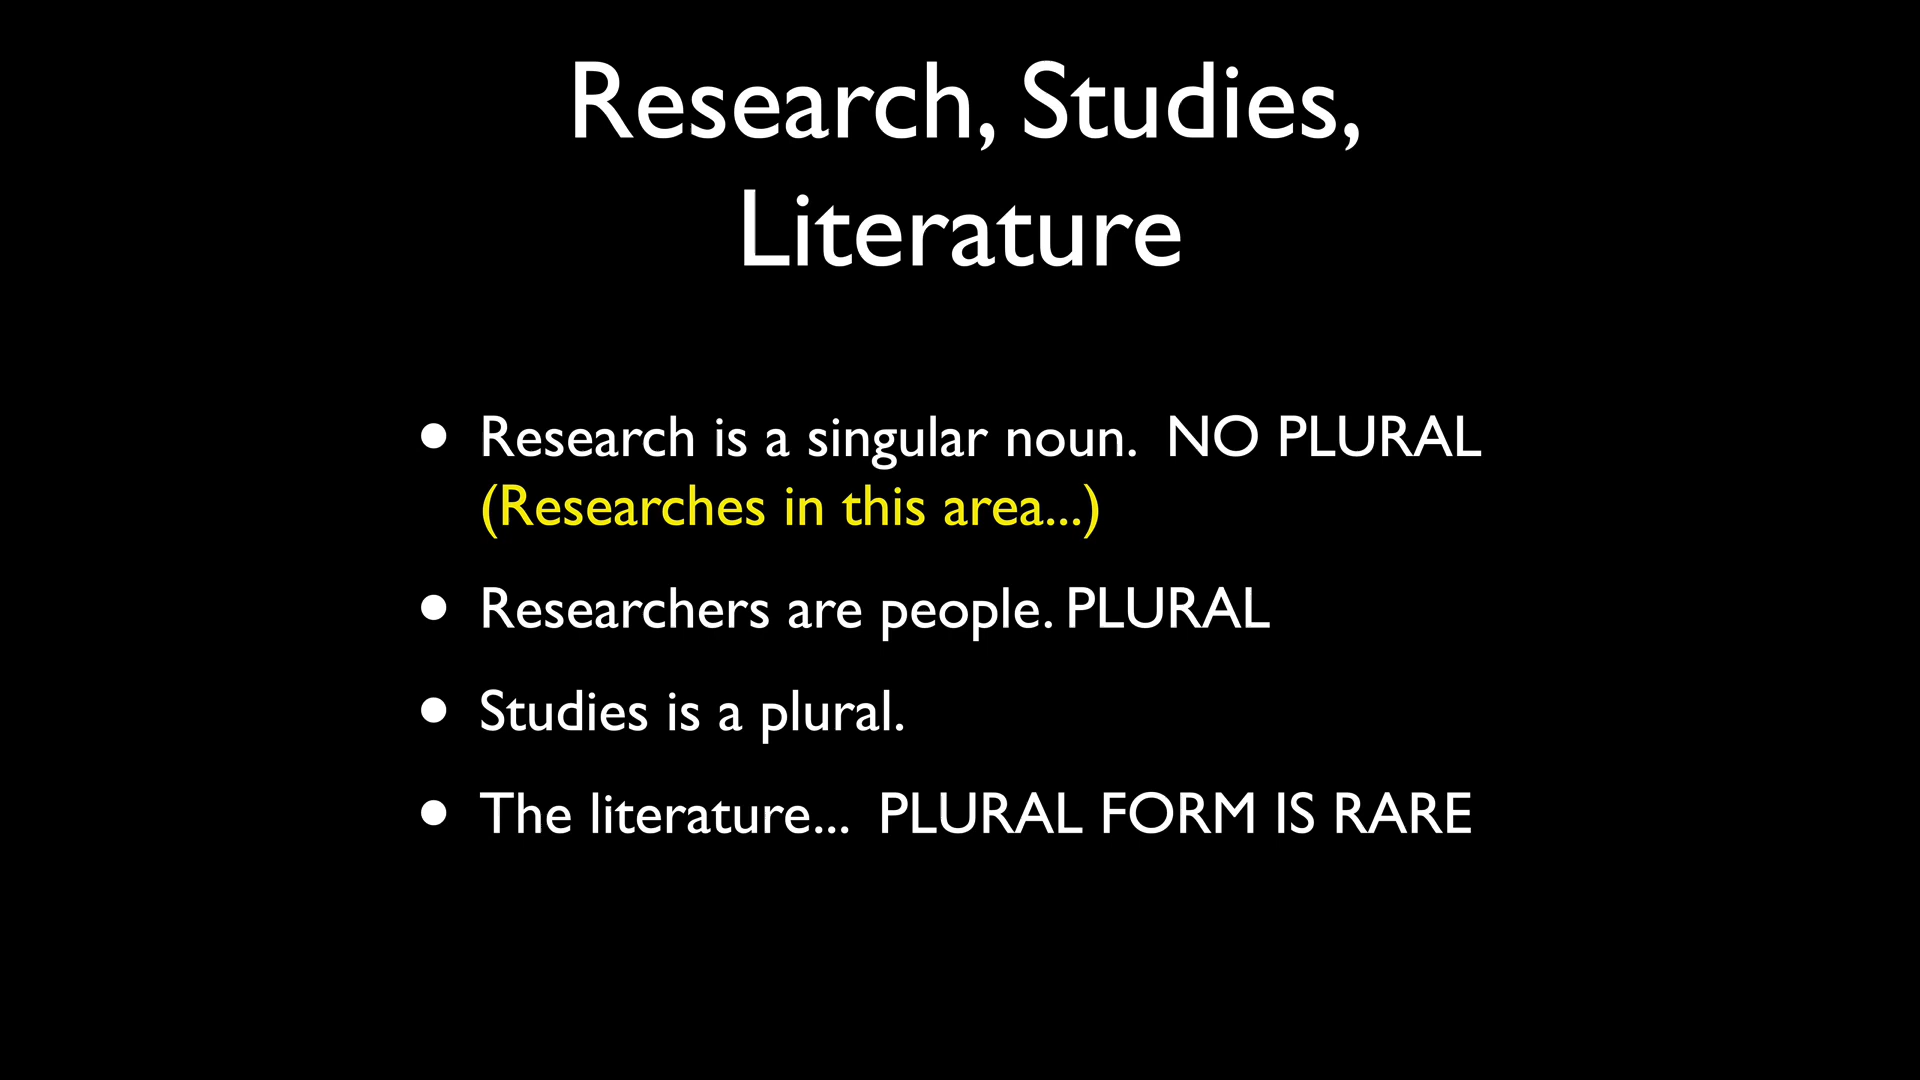 Research, Studies,
Literature
• Research is a singular noun.  NO PLURAL
(Researches in this area...)
• Researchers are people. PLURAL
• Studies is a plural.
• The literature...  PLURAL FORM IS RARE